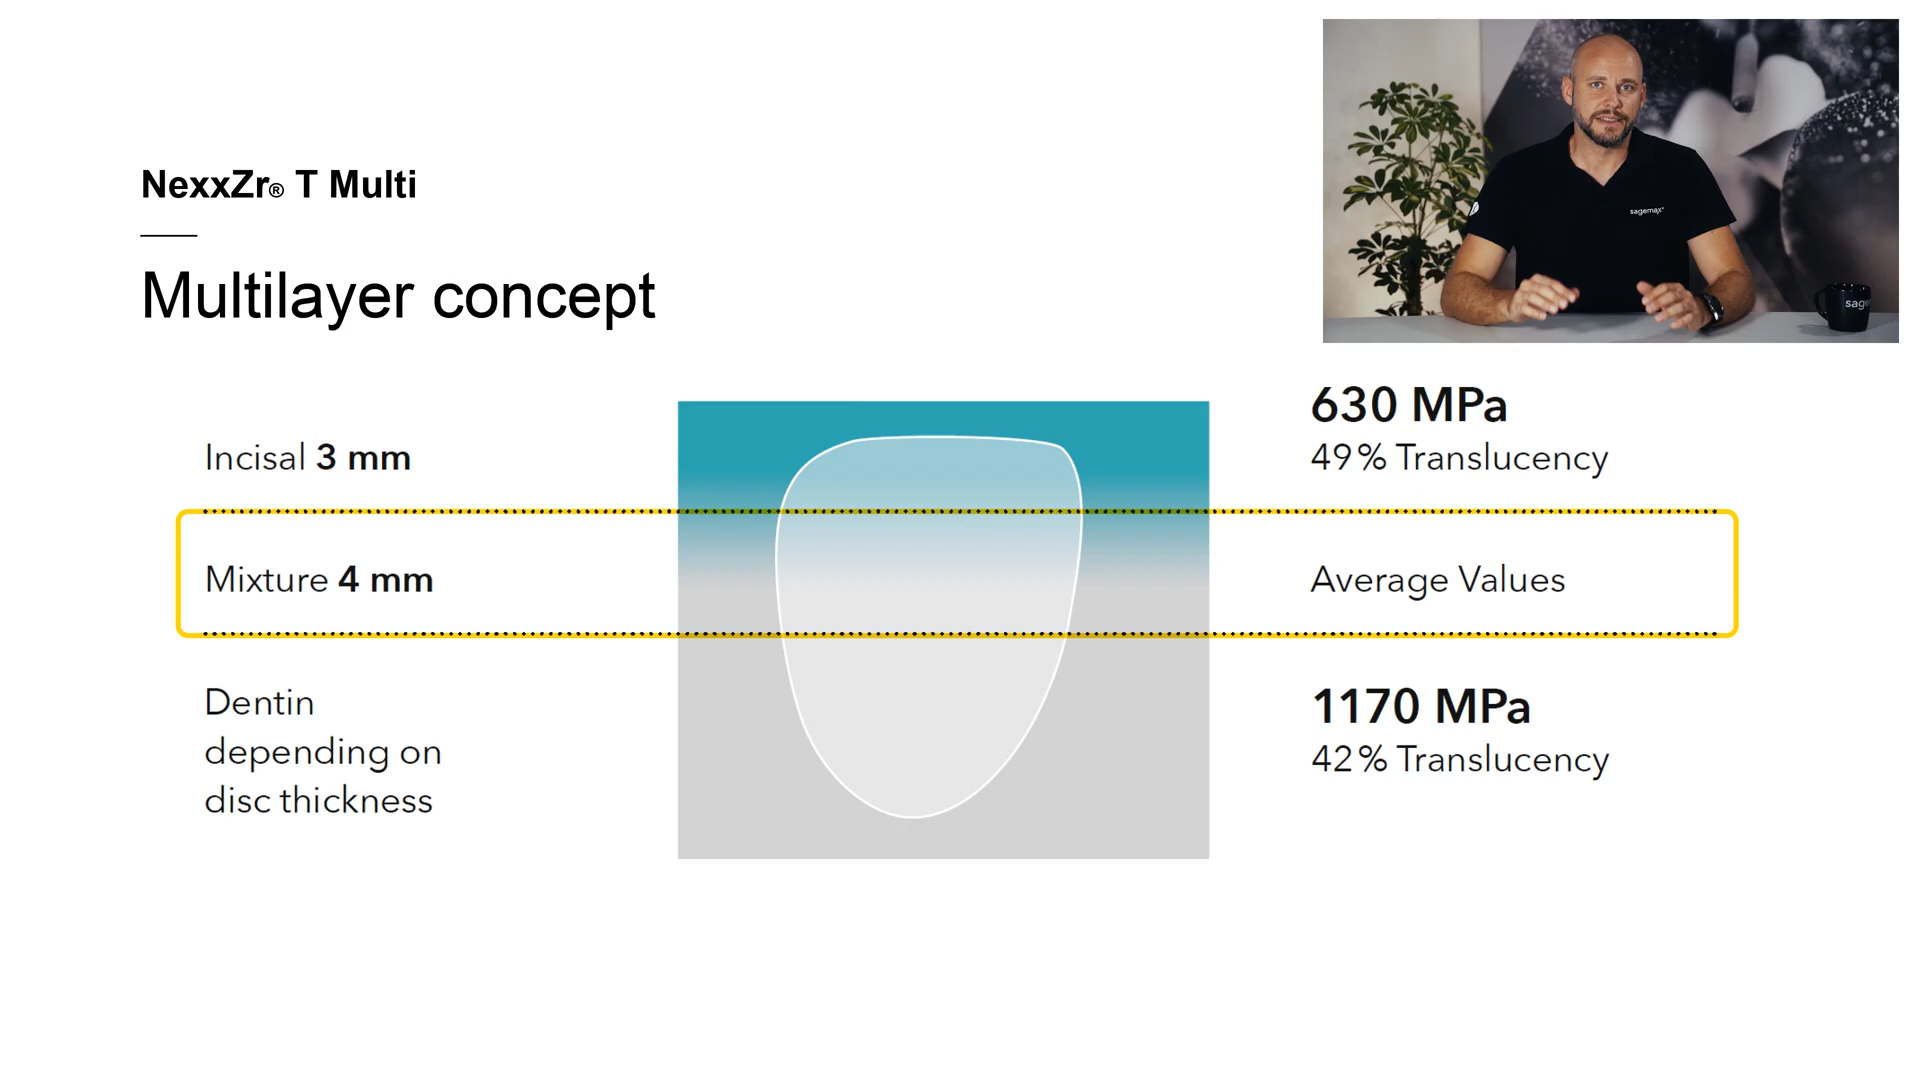 NexxZr® T Multi
Multilayer concept
sagemax®
sage
Incisal 3 mm
630 MPa
49% Translucency
Mixture 4 mm
Average Values
Dentin
depending on
disc thickness
1170 MPa
42% Translucency